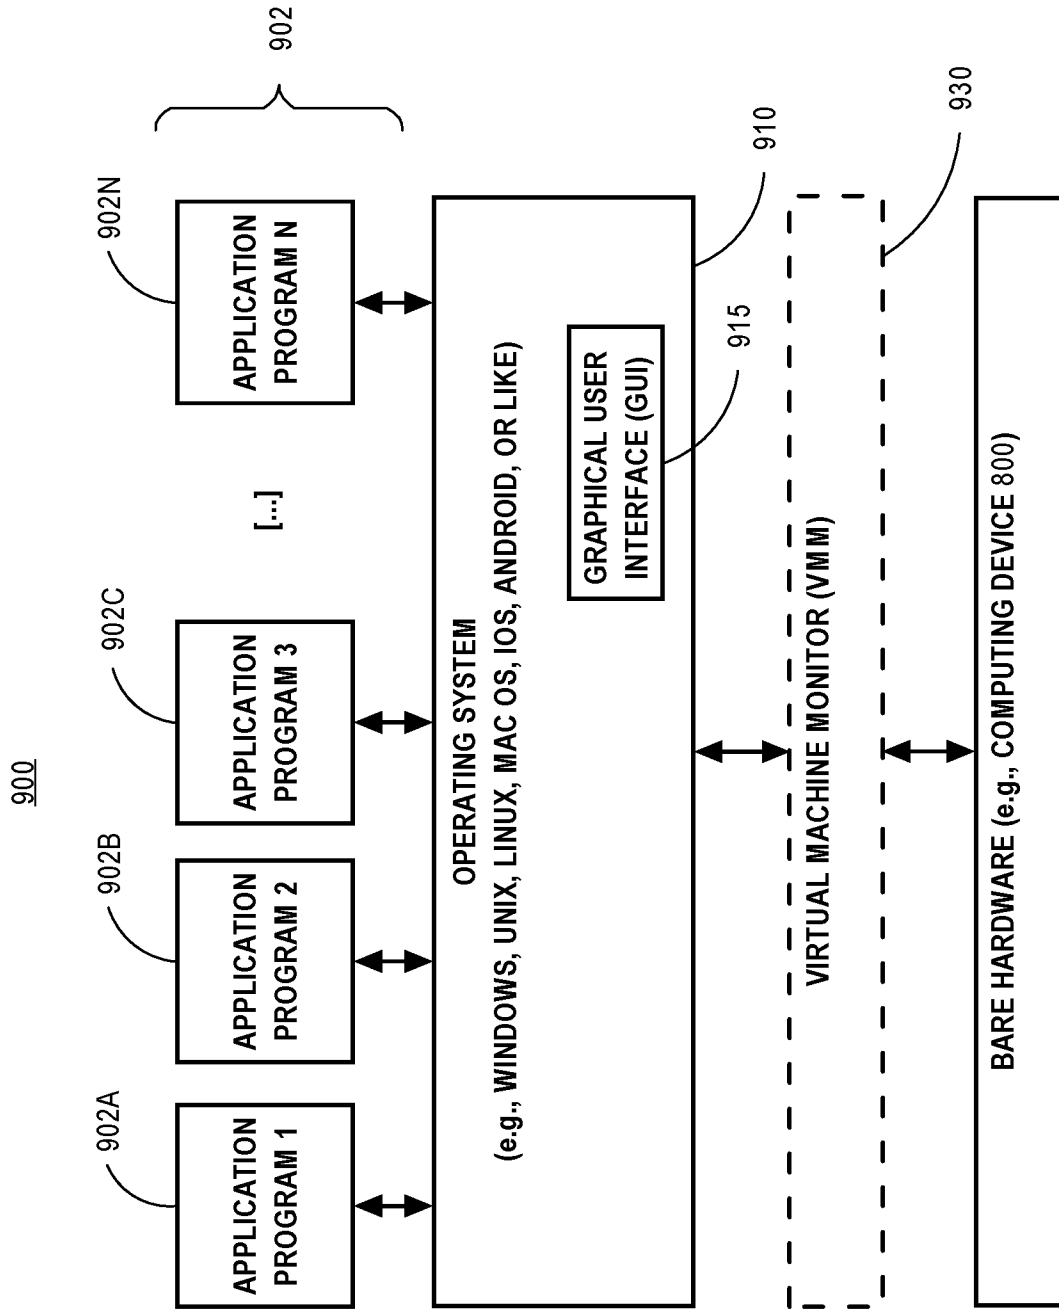 900
902A
902B
902C
902N
902
APPLICATION
PROGRAM 1
APPLICATION
PROGRAM 2
APPLICATION
PROGRAM 3
[...]
APPLICATION
PROGRAM N
OPERATING SYSTEM
(e.g., WINDOWS, UNIX, LINUX, MAC OS, IOS, ANDROID, OR LIKE)
GRAPHICAL USER
INTERFACE (GUI)
915
910
VIRTUAL MACHINE MONITOR (VMM)
930
BARE HARDWARE (e.g., COMPUTING DEVICE 800)